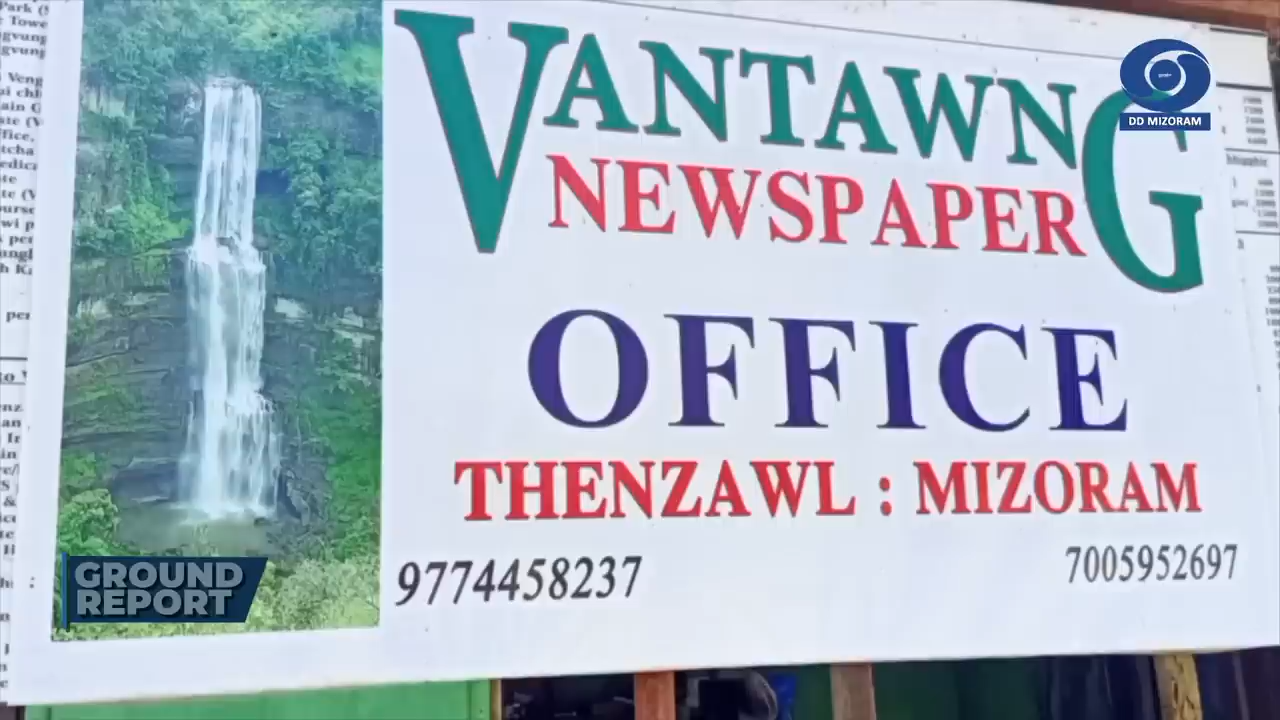 VANTAWNG
NEWSPAPER
OFFICE
THENZAWL : MIZORAM
9774458237
7005952697
DD MIZORAM
GROUND
REPORT